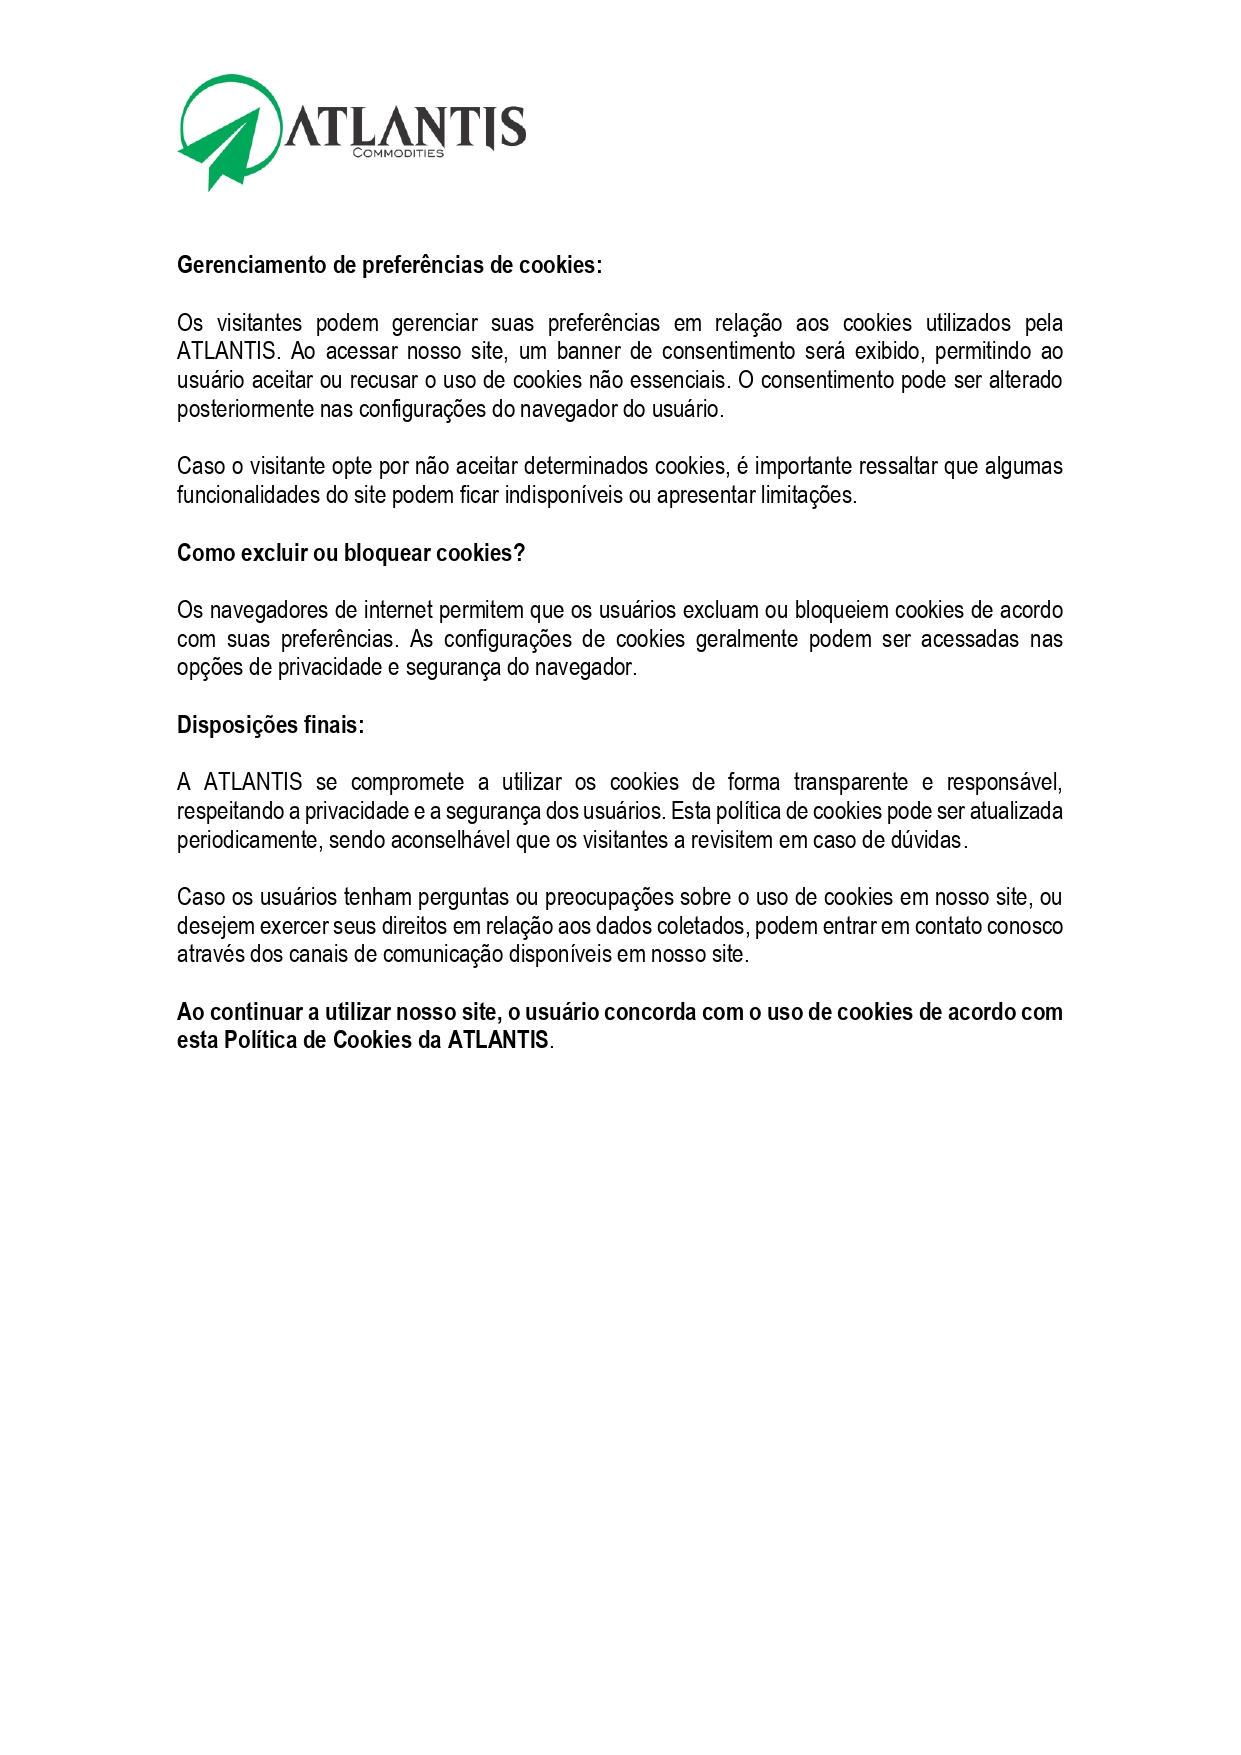 ATLANTIS
COMMODITIES
Gerenciamento de preferências de cookies:
Os visitantes podem gerenciar suas preferências em relação aos cookies utilizados pela
ATLANTIS. Ao acessar nosso site, um banner de consentimento será exibido, permitindo ao
usuário aceitar ou recusar o uso de cookies não essenciais. O consentimento pode ser alterado
posteriormente nas configurações do navegador do usuário.
Caso o visitante opte por não aceitar determinados cookies, é importante ressaltar que algumas
funcionalidades do site podem ficar indisponíveis ou apresentar limitações.
Como excluir ou bloquear cookies?
Os navegadores de internet permitem que os usuários excluam ou bloqueiem cookies de acordo
com suas preferências. As configurações de cookies geralmente podem ser acessadas nas
opções de privacidade e segurança do navegador.
Disposições finais:
A ATLANTIS se compromete a utilizar os cookies de forma transparente e responsável,
respeitando a privacidade e a segurança dos usuários. Esta política de cookies pode ser atualizada
periodicamente, sendo aconselhável que os visitantes a revisitem em caso de dúvidas.
Caso os usuários tenham perguntas ou preocupações sobre o uso de cookies em nosso site, ou
desejem exercer seus direitos em relação aos dados coletados, podem entrar em contato conosco
através dos canais de comunicação disponíveis em nosso site.
Ao continuar a utilizar nosso site, o usuário concorda com o uso de cookies de acordo com
esta Política de Cookies da ATLANTIS.